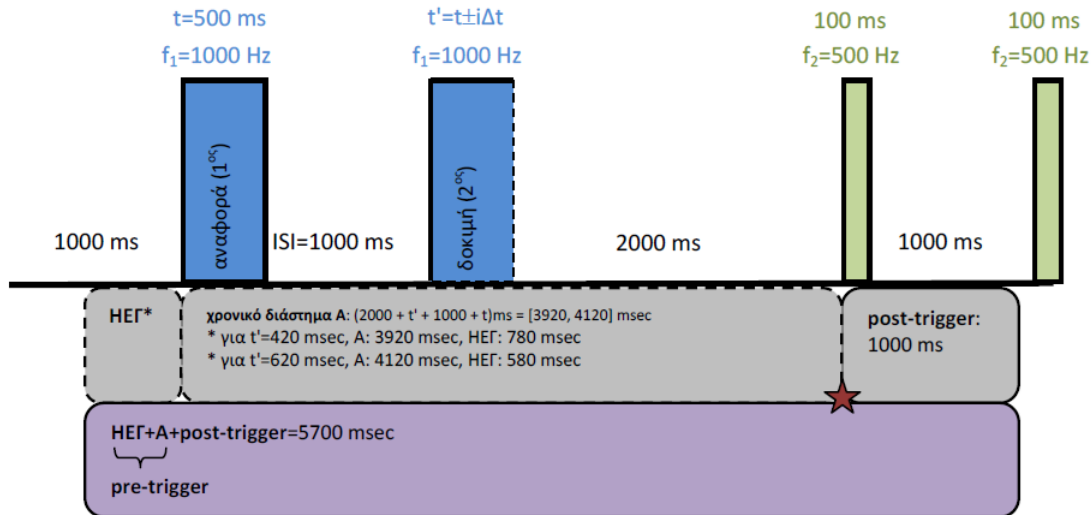 t=500 ms
f₁=1000 Hz
t'=t±iΔt
f₁=1000 Hz
100 ms
f₂=500 Hz
100 ms
f₂=500 Hz
αναφορά (1ος)
δοκιμή (2ος)
1000 ms
ISI=1000 ms
2000 ms
1000 ms
ΗΕΓ*
χρονικό διάστημα Α: (2000 + t' + 1000 + t)ms = [3920, 4120] msec
* για t'=420 msec, Α: 3920 msec, ΗΕΓ: 780 msec
* για t'=620 msec, Α: 4120 msec, ΗΕΓ: 580 msec
post-trigger:
1000 ms
ΗΕΓ+Α+post-trigger=5700 msec
pre-trigger